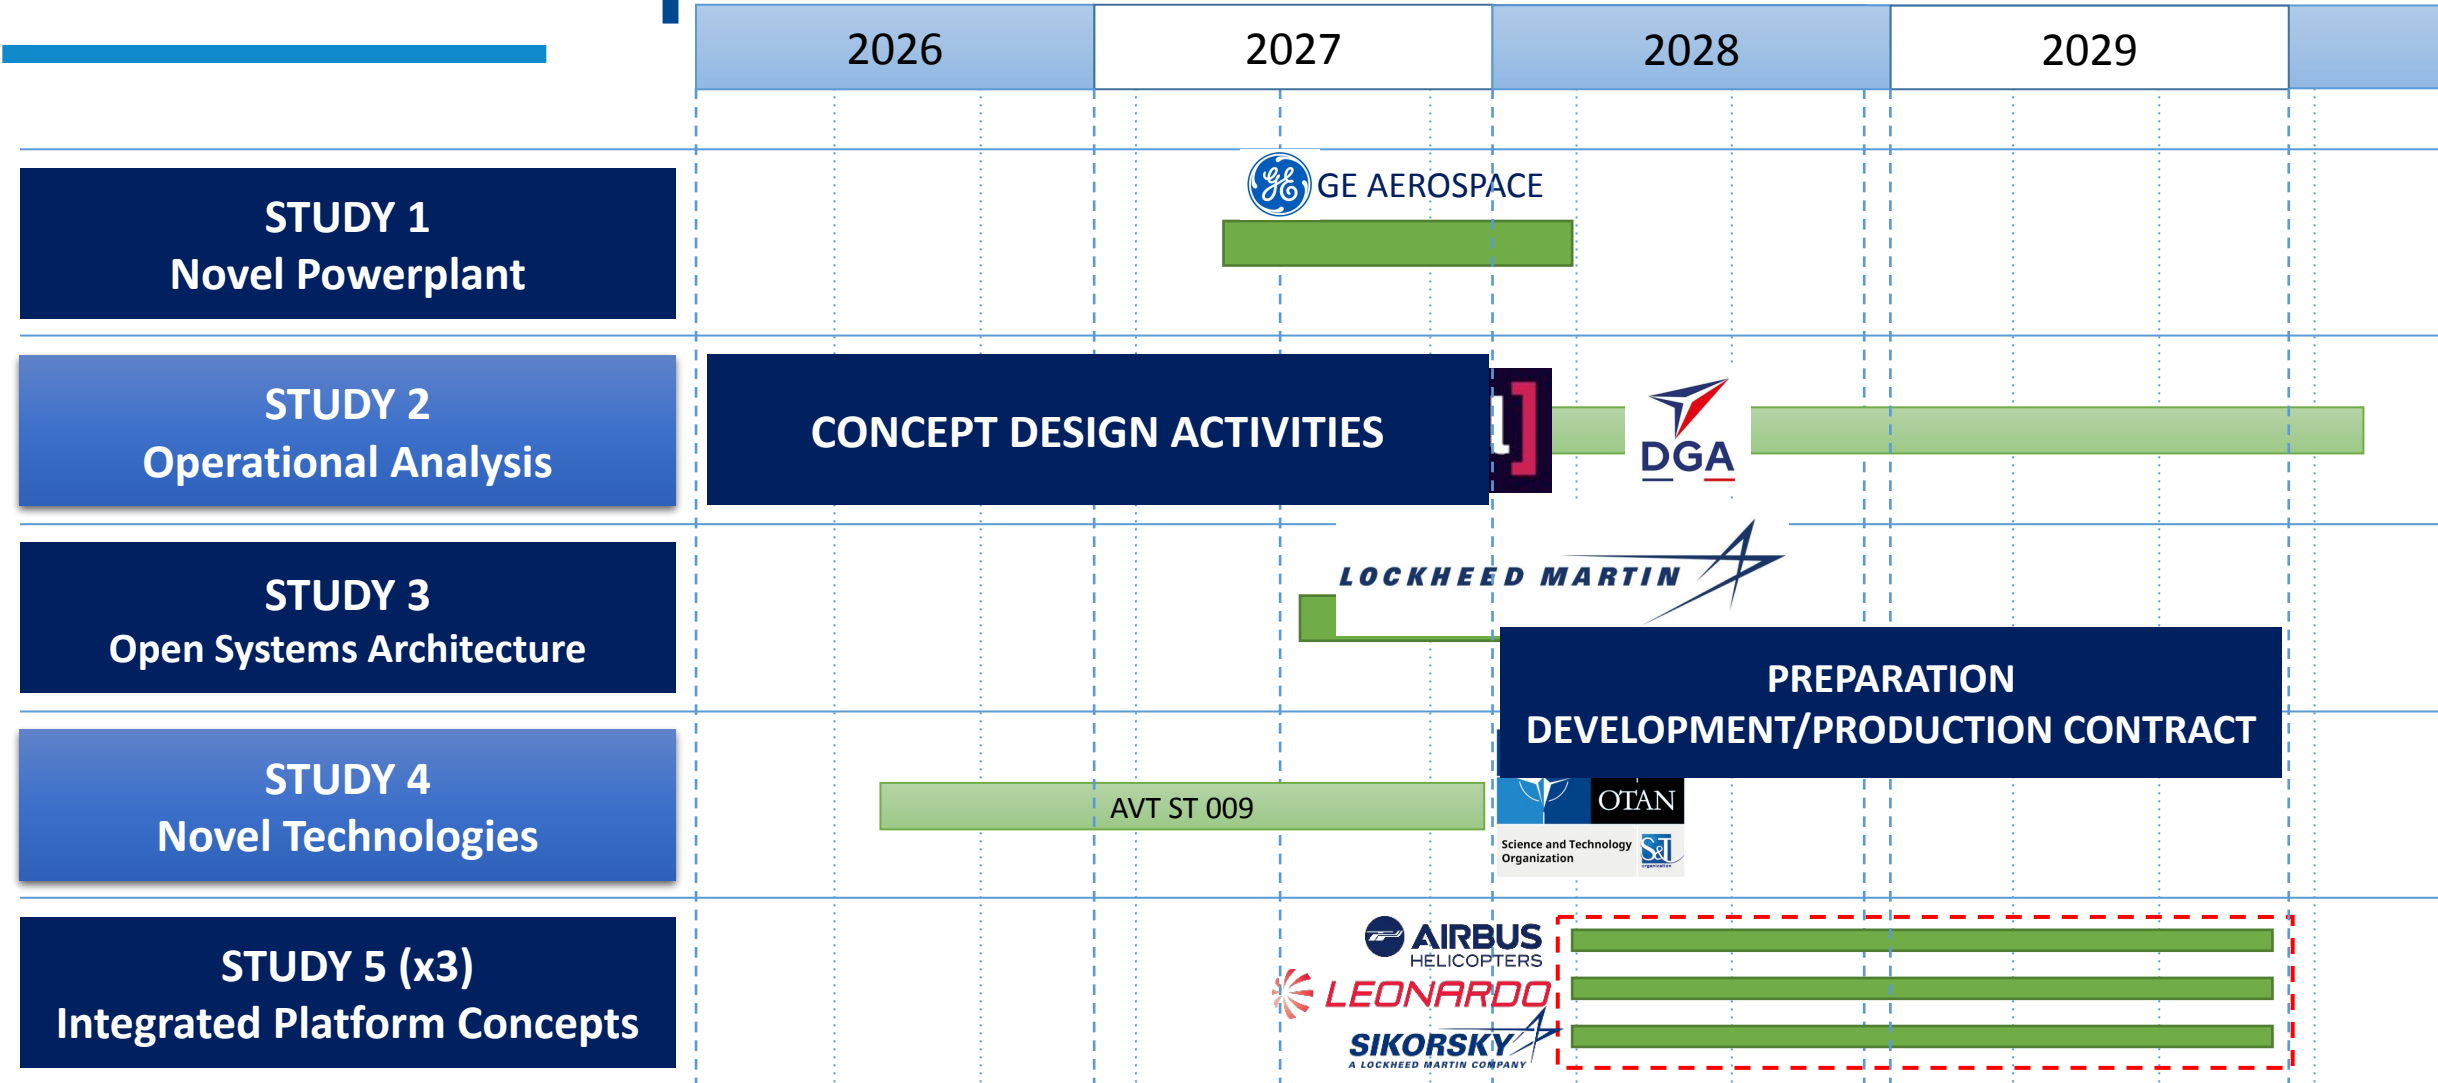 2026
2027
2028
2029
STUDY 1
Novel Powerplant
GE AEROSPACE
STUDY 2
Operational Analysis
CONCEPT DESIGN ACTIVITIES
DGA
STUDY 3
Open Systems Architecture
LOCKHEED MARTIN
PREPARATION
DEVELOPMENT/PRODUCTION CONTRACT
STUDY 4
Novel Technologies
AVT ST 009
OTAN
Science and Technology
Organization
S&T
organization
STUDY 5 (x3)
Integrated Platform Concepts
AIRBUS
HELICOPTERS
LEONARDO
SIKORSKY
A LOCKHEED MARTIN COMPANY